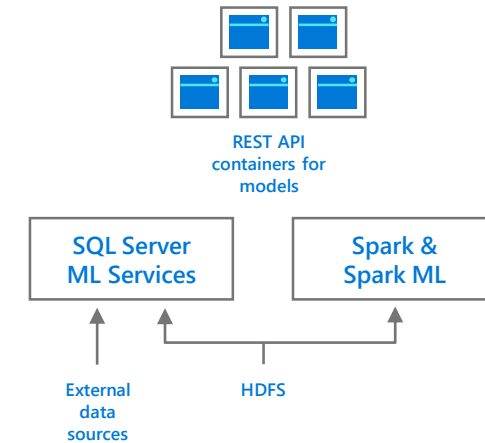 REST API
containers for
models
SQL Server
ML Services
Spark &
Spark ML
External
data
sources
HDFS